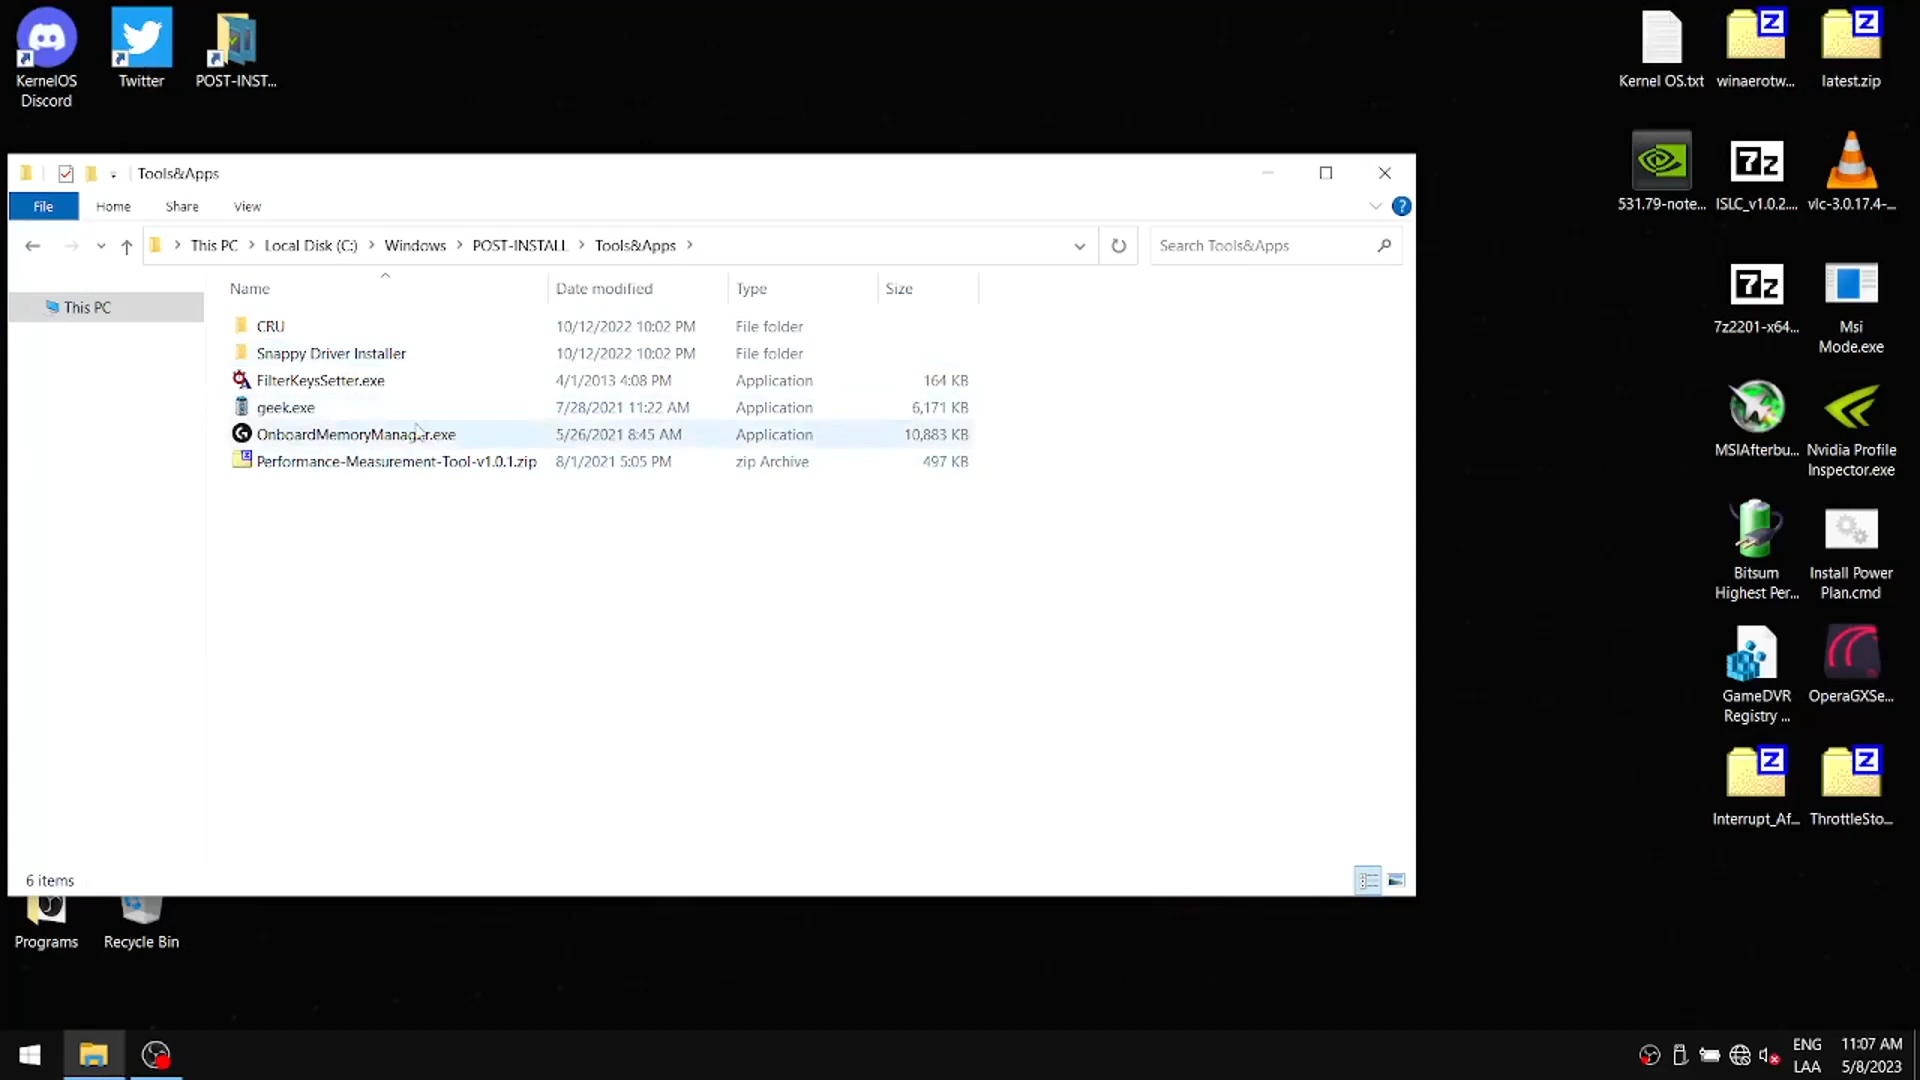 KernelOS
Discord
Twitter
POST-INST...
Kernel OS.txt
winaerotw...
latest.zip
Tools&Apps
File
Home
Share
View
This PC
Local Disk (C:)
Windows
POST-INSTALL
Tools&Apps
Search Tools&Apps
Name
Date modified
Type
Size
This PC
CRU 10/12/2022 10:02 PM File folder
Snappy Driver Installer 10/12/2022 10:02 PM File folder
FilterKeysSetter.exe 4/1/2013 4:08 PM Application 164 KB
geek.exe 7/28/2021 11:22 AM Application 6,171 KB
OnboardMemoryManager.exe 5/26/2021 8:45 AM Application 10,883 KB
Performance-Measurement-Tool-v1.0.1.zip 8/1/2021 5:05 PM zip Archive 497 KB
6 items
531.79-note...
ISLC_v1.0.2....
vlc-3.0.17.4-...
7z
7z
7z2201-x64...
Msi
Mode.exe
MSIAfterbu...
Nvidia Profile
Inspector.exe
Bitsum
Highest Per...
Install Power
Plan.cmd
GameDVR
Registry ...
OperaGXSe...
Interrupt_Af...
ThrottleSto...
Programs
Recycle Bin
ENG
LAA
11:07 AM
5/8/2023